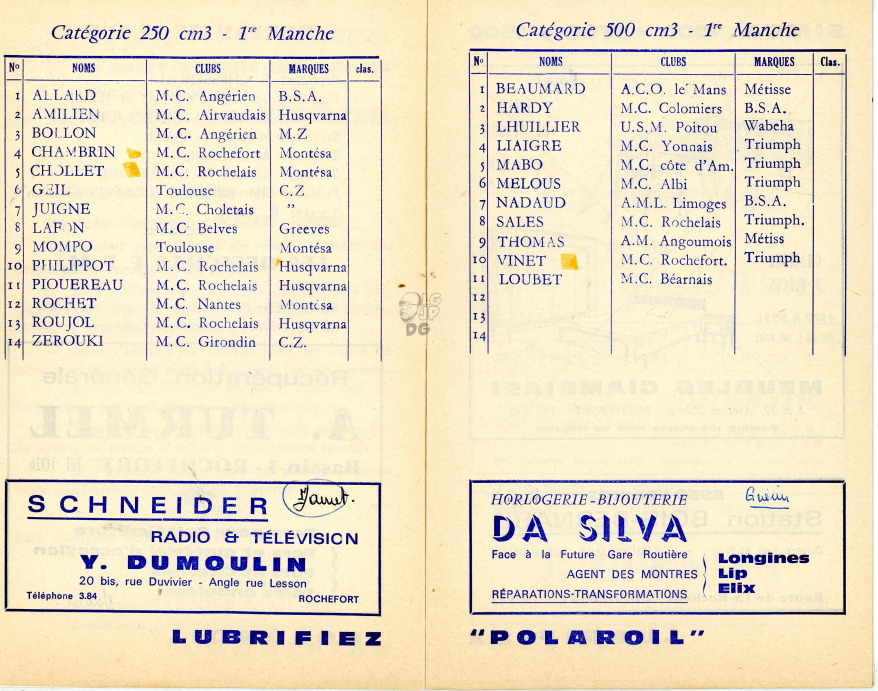 Catégorie 250 cm3 - 1re Manche
No NOMS CLUBS MARQUES clas.
1 ALLARD M.C. Angérien B.S.A.
2 AMILIEN M.C. Airvaudais Husqvarna
3 BOLLON M.C. Angérien M.Z
4 CHAMBRIN M.C. Rochefort Montésa
5 CHOLLET M.C. Rochelais Montésa
6 GEIL Toulouse C.Z
7 JUIGNE M.C. Choletais ”
8 LAFON M.C. Belves Greeves
9 MOMPO Toulouse Montésa
10 PHILIPPOT M.C. Rochelais Husqvarna
11 PIOUEREAU M.C. Rochelais Husqvarna
12 ROCHET M.C. Nantes Montésa
13 ROUJOL M.C. Rochelais Husqvarna
14 ZEROUKI M.C. Girondin C.Z.
SCHNEIDER
RADIO & TÉLÉVISION
Y. DUMOULIN
20 bis, rue Duvivier - Angle rue Lesson
Téléphone 3.84 ROCHEFORT
LUBRIFIEZ
Catégorie 500 cm3 - 1re Manche
No NOMS CLUBS MARQUES Clas.
1 BEAUMARD A.C.O. le Mans Métisse
2 HARDY M.C. Colomiers B.S.A.
3 LHUILLIER U.S.M. Poitou Wabeha
4 LIAIGRE M.C. Yonnais Triumph
5 MABO M.C. côte d'Am. Triumph
6 MELOUS M.C. Albi Triumph
7 NADAUD A.M.L. Limoges B.S.A.
8 SALES M.C. Rochelais Triumph.
9 THOMAS A.M. Angoumois Métiss
10 VINET M.C. Rochefort. Triumph
11 LOUBET M.C. Béarnais
12
13
14
HORLOGERIE-BIJOUTERIE
DA SILVA
Face à la Future Gare Routière
AGENT DES MONTRES
RÉPARATIONS-TRANSFORMATIONS
Longines
Lip
Elix
“POLAROIL”
LG
JP
DG